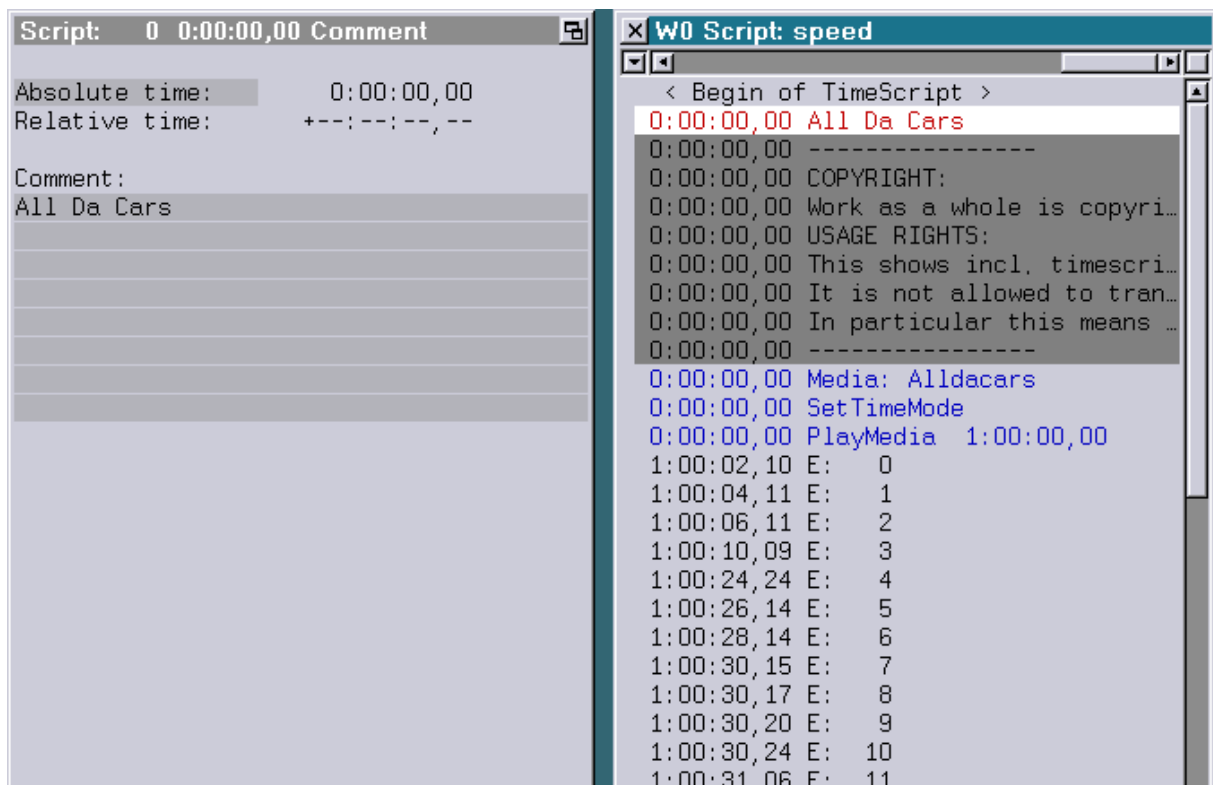 Script: 0 0:00:00,00 Comment
Absolute time: 0:00:00,00
Relative time: +--:--:--,--
Comment:
All Da Cars
W0 Script: speed
< Begin of TimeScript >
0:00:00,00 All Da Cars
0:00:00,00 ----------------
0:00:00,00 COPYRIGHT:
0:00:00,00 Work as a whole is copyri…
0:00:00,00 USAGE RIGHTS:
0:00:00,00 This shows incl. timescri…
0:00:00,00 It is not allowed to tran…
0:00:00,00 In particular this means …
0:00:00,00 ----------------
0:00:00,00 Media: Alldacars
0:00:00,00 SetTimeMode
0:00:00,00 PlayMedia 1:00:00,00
1:00:02,10 E: 0
1:00:04,11 E: 1
1:00:06,11 E: 2
1:00:10,09 E: 3
1:00:24,24 E: 4
1:00:26,14 E: 5
1:00:28,14 E: 6
1:00:30,15 E: 7
1:00:30,17 E: 8
1:00:30,20 E: 9
1:00:30,24 E: 10
1:00:31,06 E: 11